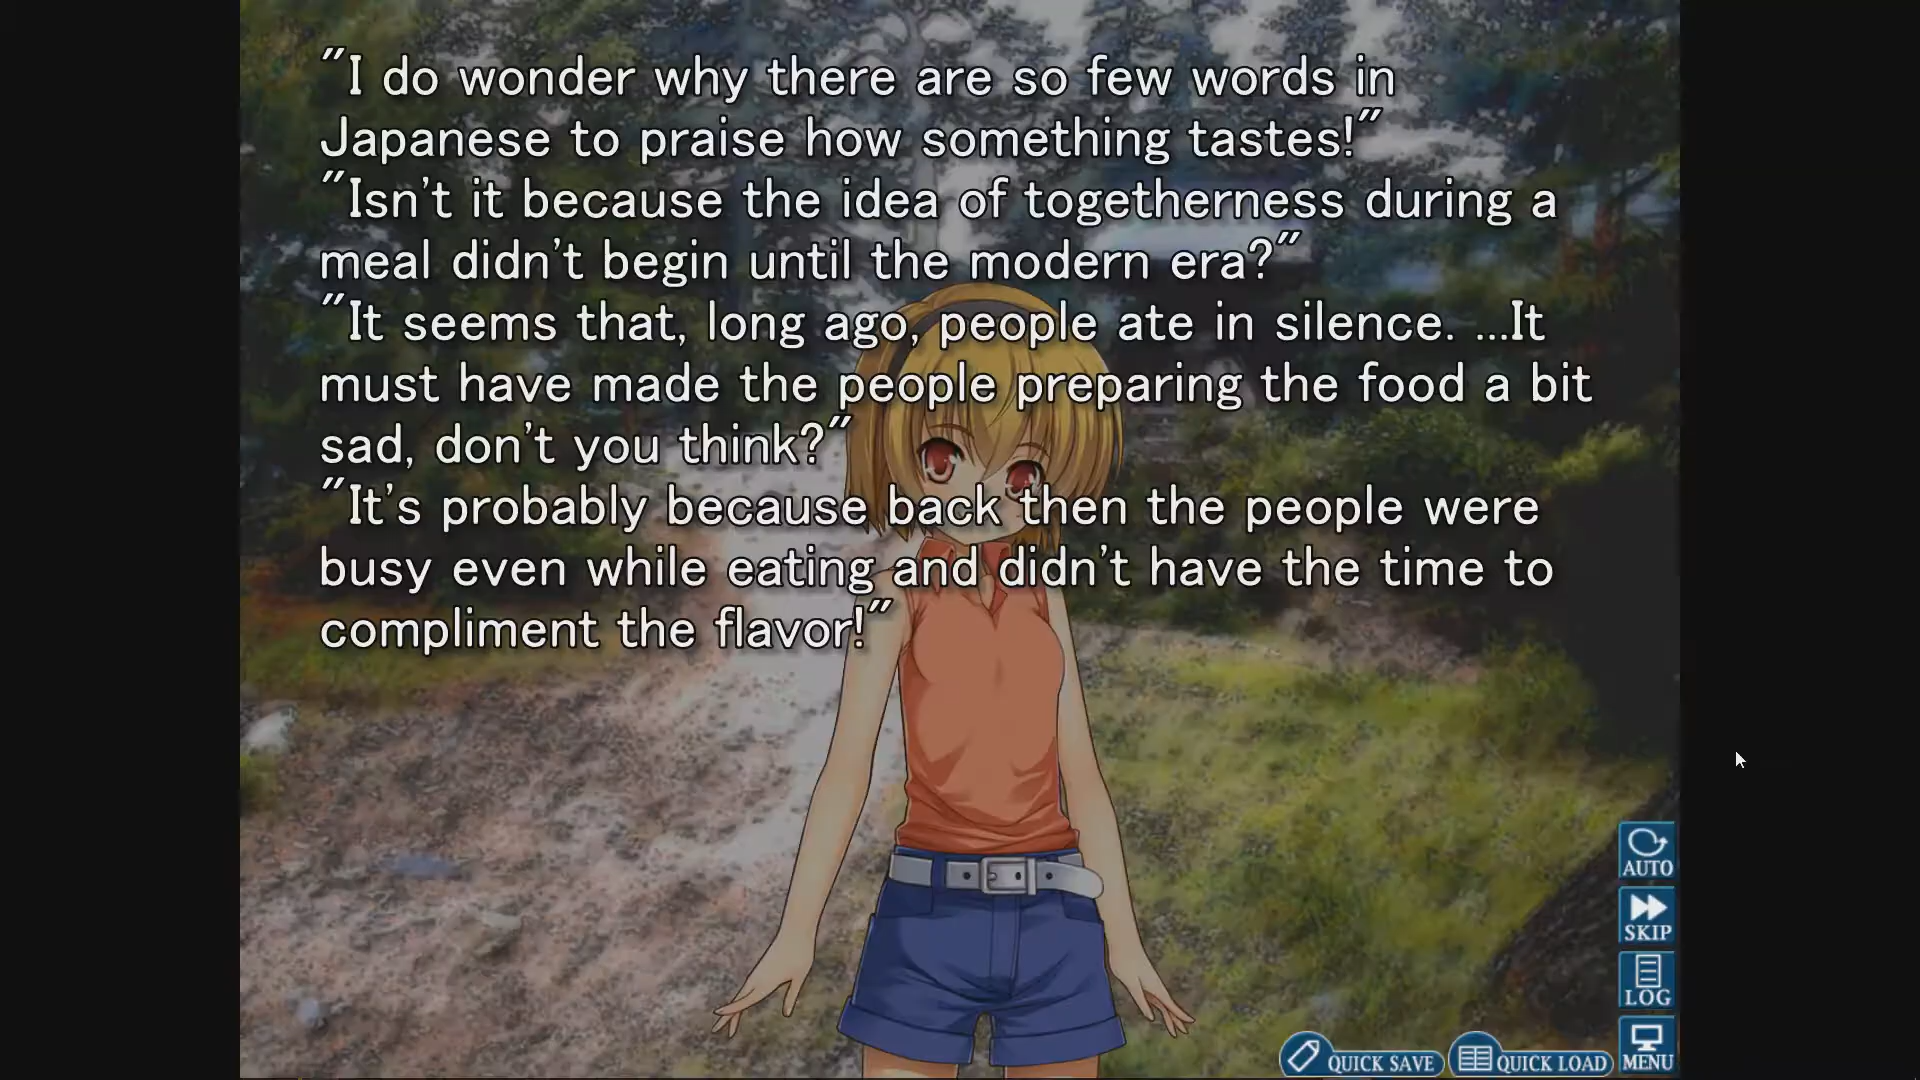 "I do wonder why there are so few words in
Japanese to praise how something tastes!"
"Isn't it because the idea of togetherness during a
meal didn't begin until the modern era?"
"It seems that, long ago, people ate in silence. ...It
must have made the people preparing the food a bit
sad, don't you think?"
"It's probably because back then the people were
busy even while eating and didn't have the time to
compliment the flavor!"
AUTO
SKIP
LOG
MENU
QUICK SAVE
QUICK LOAD